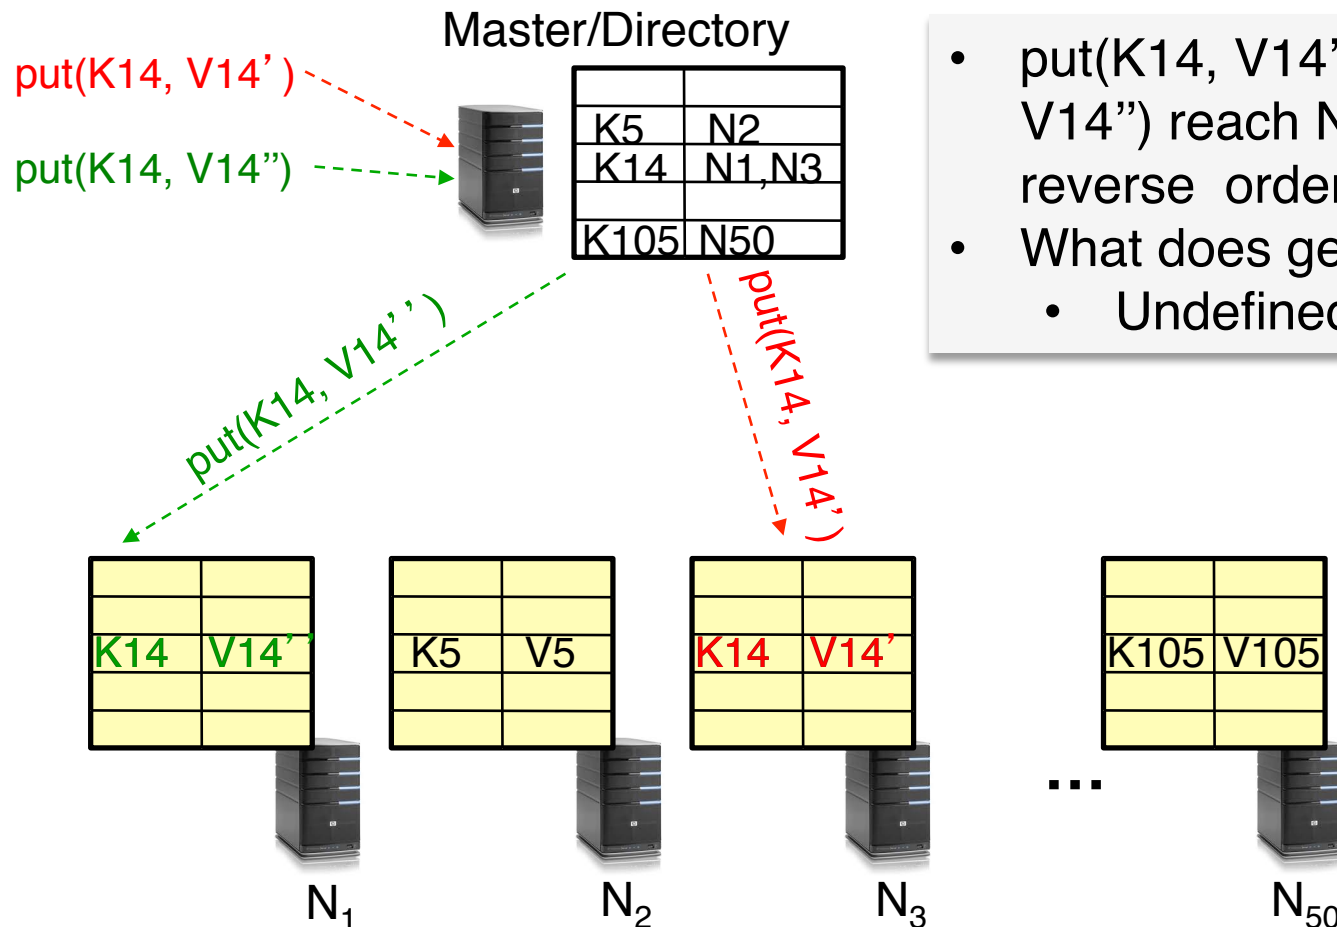 Master/Directory
put(K14, V14’ )
put(K14, V14”)
K5 N2
K14 N1,N3
K105 N50
• put(K14, V14’
V14”) reach N
reverse order
• What does ge
• Undefined
put(K14, V14’’)
put(K14, V14’)
K14 V14’’
K5 V5
K14 V14’
K105 V105
...
N1
N2
N3
N50